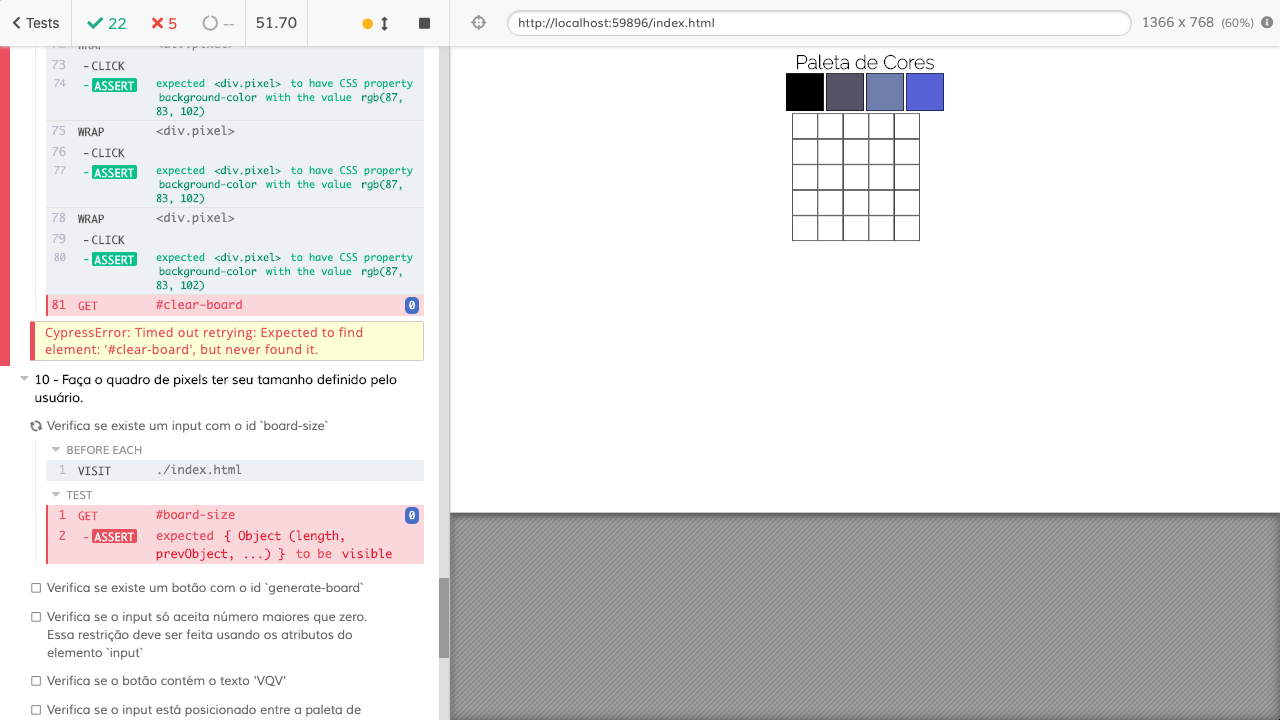 Tests
22
5
--
51.70
http://localhost:59896/index.html
1366 x 768 (60%)
72 WRAP <div.pixel>
73 -CLICK
74 -ASSERT expected <div.pixel> to have CSS property
background-color with the value rgb(87,
83, 102)
75 WRAP <div.pixel>
76 -CLICK
77 -ASSERT expected <div.pixel> to have CSS property
background-color with the value rgb(87,
83, 102)
78 WRAP <div.pixel>
79 -CLICK
80 -ASSERT expected <div.pixel> to have CSS property
background-color with the value rgb(87,
83, 102)
81 GET #clear-board 0
CypressError: Timed out retrying: Expected to find
element: '#clear-board', but never found it.
10 - Faça o quadro de pixels ter seu tamanho definido pelo
usuário.
Verifica se existe um input com o id `board-size`
BEFORE EACH
1 VISIT ./index.html
TEST
1 GET #board-size 0
2 -ASSERT expected { Object (length,
prevObject, ...) } to be visible
Verifica se existe um botão com o id `generate-board`
Verifica se o input só aceita número maiores que zero.
Essa restrição deve ser feita usando os atributos do
elemento `input`
Verifica se o botão contém o texto 'VQV'
Verifica se o input está posicionado entre a paleta de
Paleta de Cores